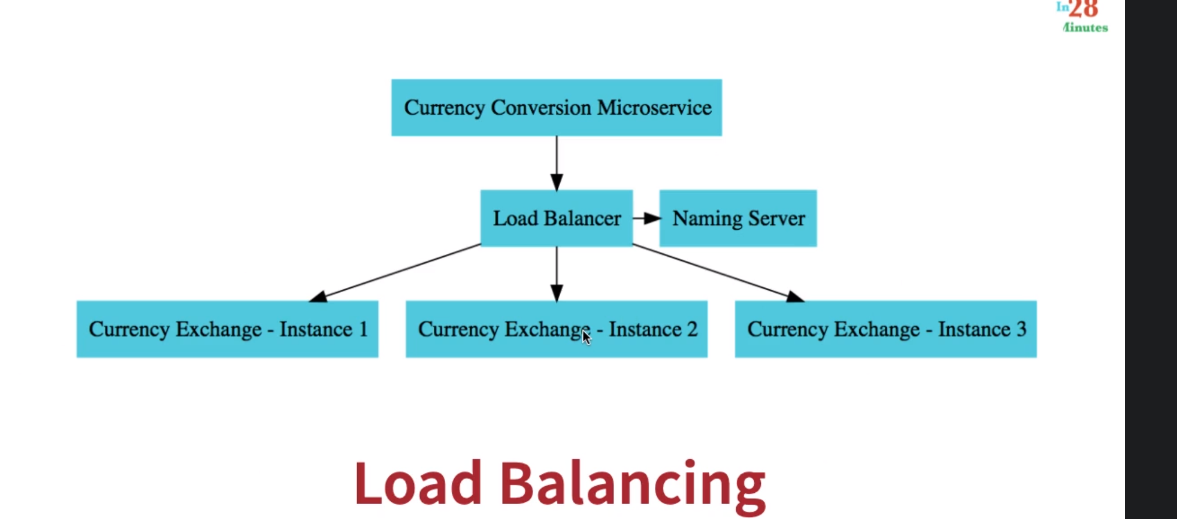 In28
Minutes
Currency Conversion Microservice
Load Balancer
Naming Server
Currency Exchange - Instance 1
Currency Exchange - Instance 2
Currency Exchange - Instance 3
Load Balancing